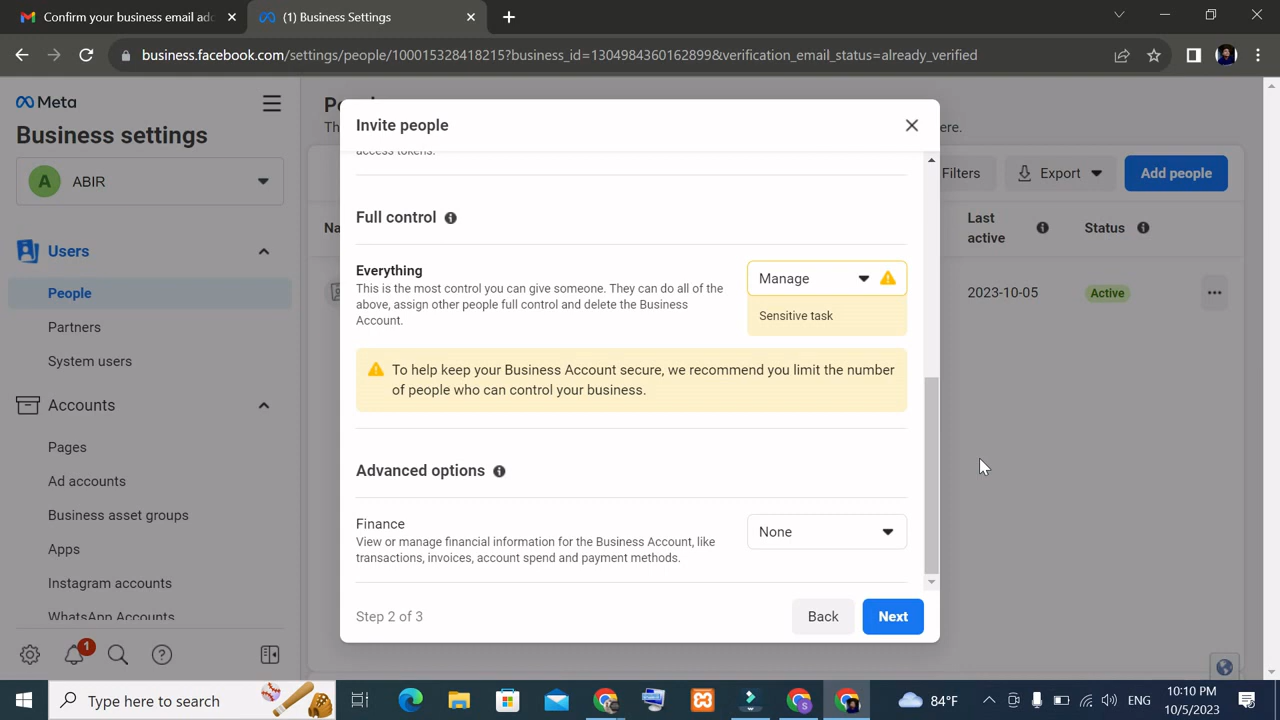 Confirm your business email add
(1) Business Settings
business.facebook.com/settings/people/100015328418215?business_id=130498436016289​9&verification_email_status=already_verified
Meta
Business settings
A ABIR
Users
People
Partners
System users
Accounts
Pages
Ad accounts
Business asset groups
Apps
Instagram accounts
WhatsApp Accounts
1
Th
ere.
Filters
Export
Add people
Na
Last
active
Status
2023-10-05
Active
Invite people
access tokens.
Full control
Everything
This is the most control you can give someone. They can do all of the
above, assign other people full control and delete the Business
Account.
Manage
Sensitive task
To help keep your Business Account secure, we recommend you limit the number
of people who can control your business.
Advanced options
Finance
View or manage financial information for the Business Account, like
transactions, invoices, account spend and payment methods.
None
Step 2 of 3
Back
Next
Type here to search
84°F
ENG
10:10 PM
10/5/2023